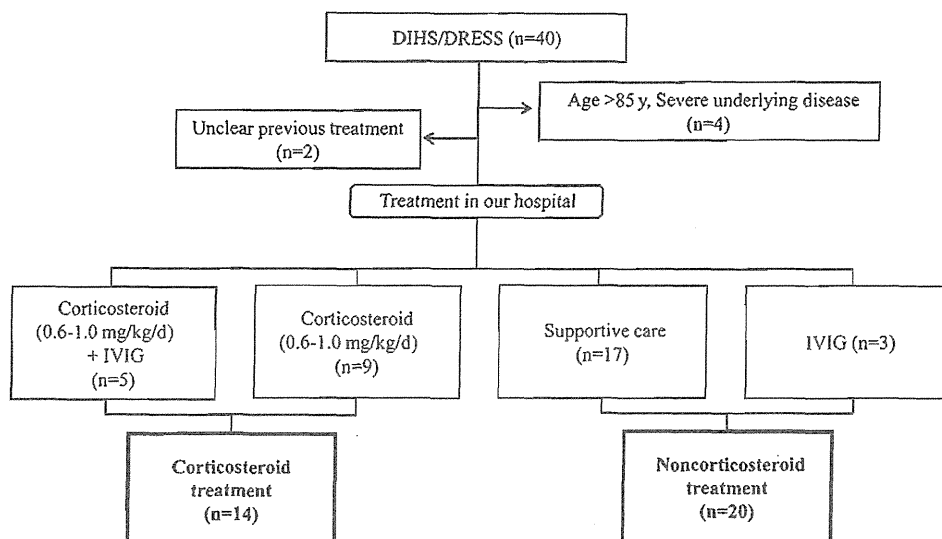 DIHS/DRESS (n=40)
Age >85 y, Severe underlying disease
(n=4)
Unclear previous treatment
(n=2)
Treatment in our hospital
Corticosteroid
(0.6-1.0 mg/kg/d)
+ IVIG
(n=5)
Corticosteroid
(0.6-1.0 mg/kg/d)
(n=9)
Supportive care
(n=17)
IVIG (n=3)
Corticosteroid
treatment
(n=14)
Noncorticosteroid
treatment
(n=20)